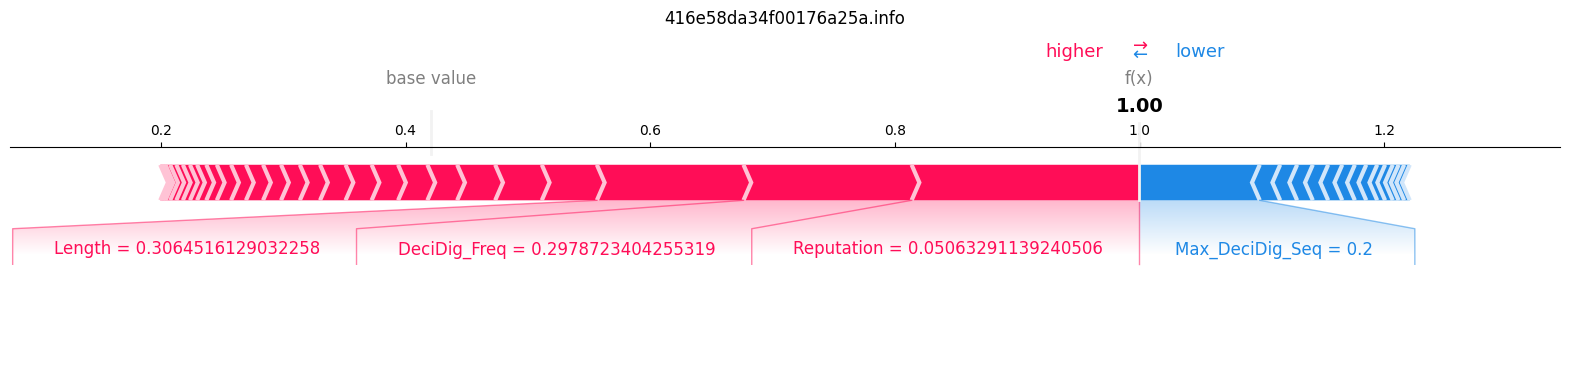 416e58da34f00176a25a.info
higher → ← lower
base value f(x)
1.00
0.2 0.4 0.6 0.8 1.0 1.2
Length = 0.3064516129032258 DeciDig_Freq = 0.2978723404255319 Reputation = 0.05063291139240506 Max_DeciDig_Seq = 0.2